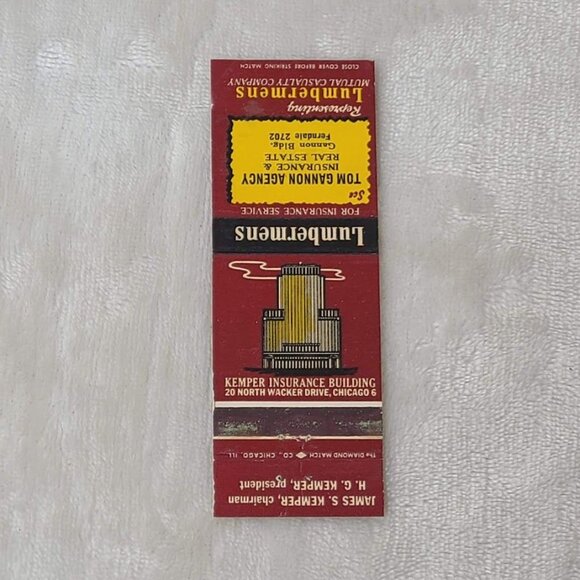 CLOSE COVER BEFORE STRIKING MATCH
Representing
Lumbermens
MUTUAL CASUALTY COMPANY
See
TOM GANNON AGENCY
INSURANCE &
REAL ESTATE
Gannon Bldg.
Ferndale 2702
FOR INSURANCE SERVICE
Lumbermens
KEMPER INSURANCE BUILDING
20 NORTH WACKER DRIVE, CHICAGO 6
The DIAMOND MATCH CO., CHICAGO, ILL
JAMES S. KEMPER, chairman
H. G. KEMPER, president